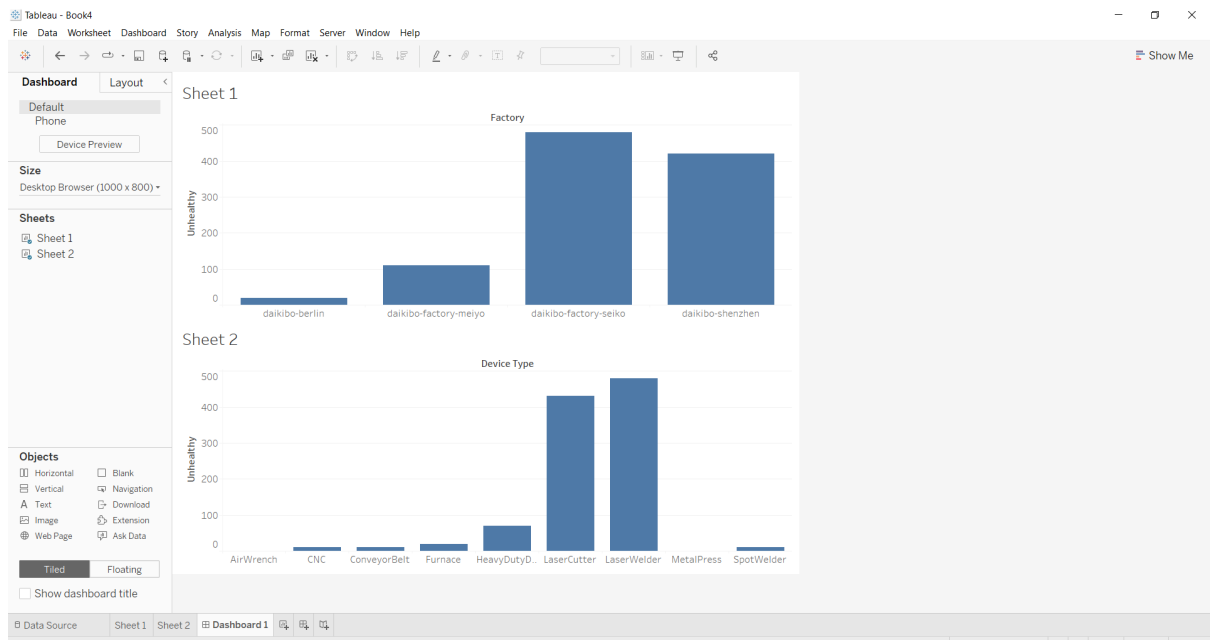 Tableau - Book4
File Data Worksheet Dashboard Story Analysis Map Format Server Window Help
Show Me
Dashboard Layout
Default
Phone
Device Preview
Size
Desktop Browser (1000 x 800)
Sheets
Sheet 1
Sheet 2
Objects
Horizontal Blank
Vertical Navigation
A Text Download
Image Extension
Web Page Ask Data
Tiled Floating
Show dashboard title
Sheet 1
Factory
500
400
300
200
100
0
Unhealthy
daikibo-berlin daikibo-factory-meiyo daikibo-factory-seiko daikibo-shenzhen
Sheet 2
Device Type
500
400
300
200
100
0
Unhealthy
AirWrench CNC ConveyorBelt Furnace HeavyDutyD.. LaserCutter LaserWelder MetalPress SpotWelder
Data Source Sheet 1 Sheet 2 Dashboard 1